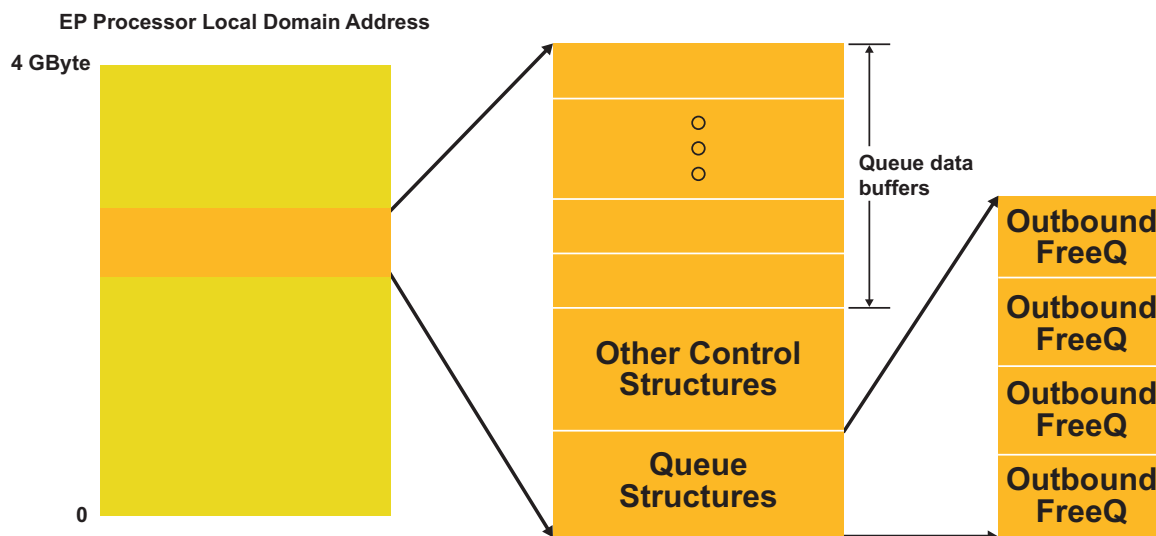 EP Processor Local Domain Address
4 GByte
0
Queue data
buffers
Other Control
Structures
Queue
Structures
Outbound
FreeQ
Outbound
FreeQ
Outbound
FreeQ
Outbound
FreeQ